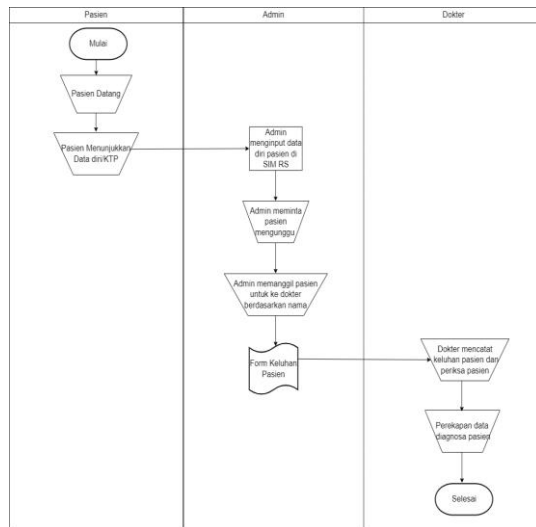 Pasien
Admin
Dokter
Mulai
Pasien Datang
Pasien Menunjukkan
Data diri/KTP
Admin
menginput data
diri pasien di
SIM RS
Admin meminta
pasien
mengunggu
Admin memanggil pasien
untuk ke dokter
berdasarkan nama
Form Keluhan
Pasien
Dokter mencatat
keluhan pasien dan
periksa pasien
Perekapan data
diagnosa pasien
Selesai